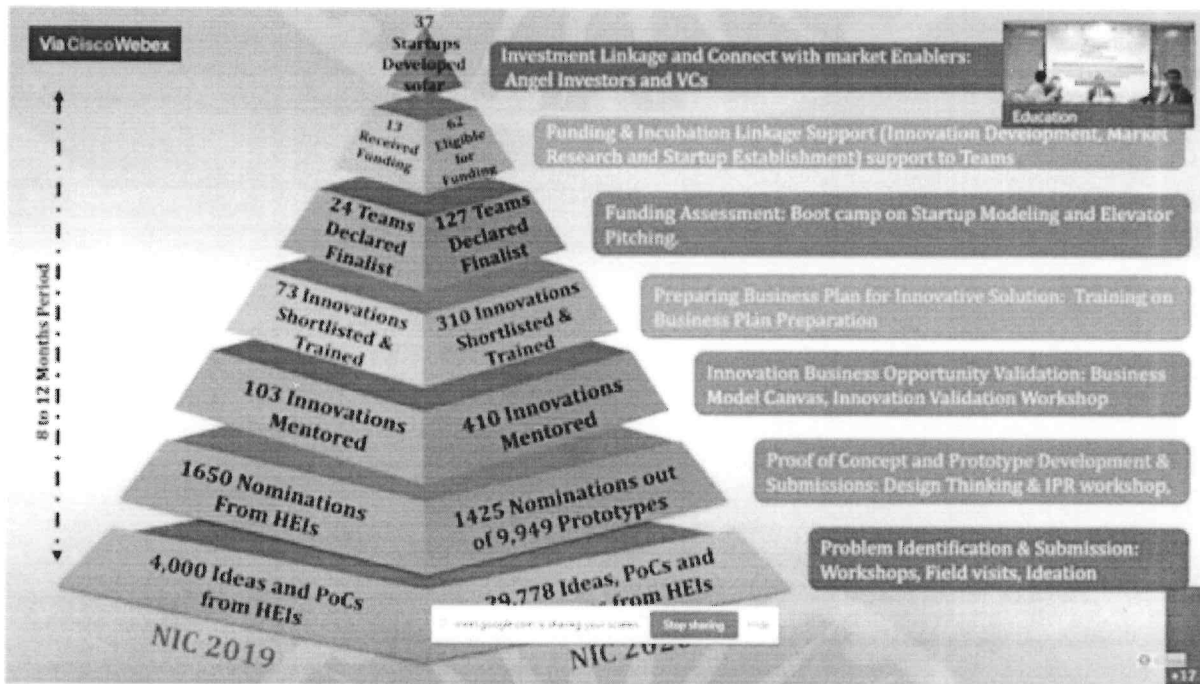 Via Cisco Webex
37
Startups
Developed
sofar
Investment Linkage and Connect with market Enablers:
Angel Investors and VCs
Education
13
Received
Funding
62
Eligible
for
Funding
Funding & Incubation Linkage Support (Innovation Development, Market
Research and Startup Establishment) support to Teams
24 Teams
Declared
Finalist
127 Teams
Declared
Finalist
Funding Assessment: Boot camp on Startup Modeling and Elevator
Pitching.
73 Innovations
Shortlisted &
Trained
310 Innovations
Shortlisted &
Trained
Preparing Business Plan for Innovative Solution: Training on
Business Plan Preparation
103 Innovations
Mentored
410 Innovations
Mentored
Innovation Business Opportunity Validation: Business
Model Canvas, Innovation Validation Workshop
1650 Nominations
From HEIs
1425 Nominations out
of 9,949 Prototypes
Proof of Concept and Prototype Development &
Submissions: Design Thinking & IPR workshop,
4,000 Ideas and PoCs
from HEIs
29,778 Ideas, PoCs and
from HEIs
Problem Identification & Submission:
Workshops, Field visits, Ideation
8 to 12 Months Period
NIC 2019
NIC
is sharing your screen.
Stop sharing
Hide
+17